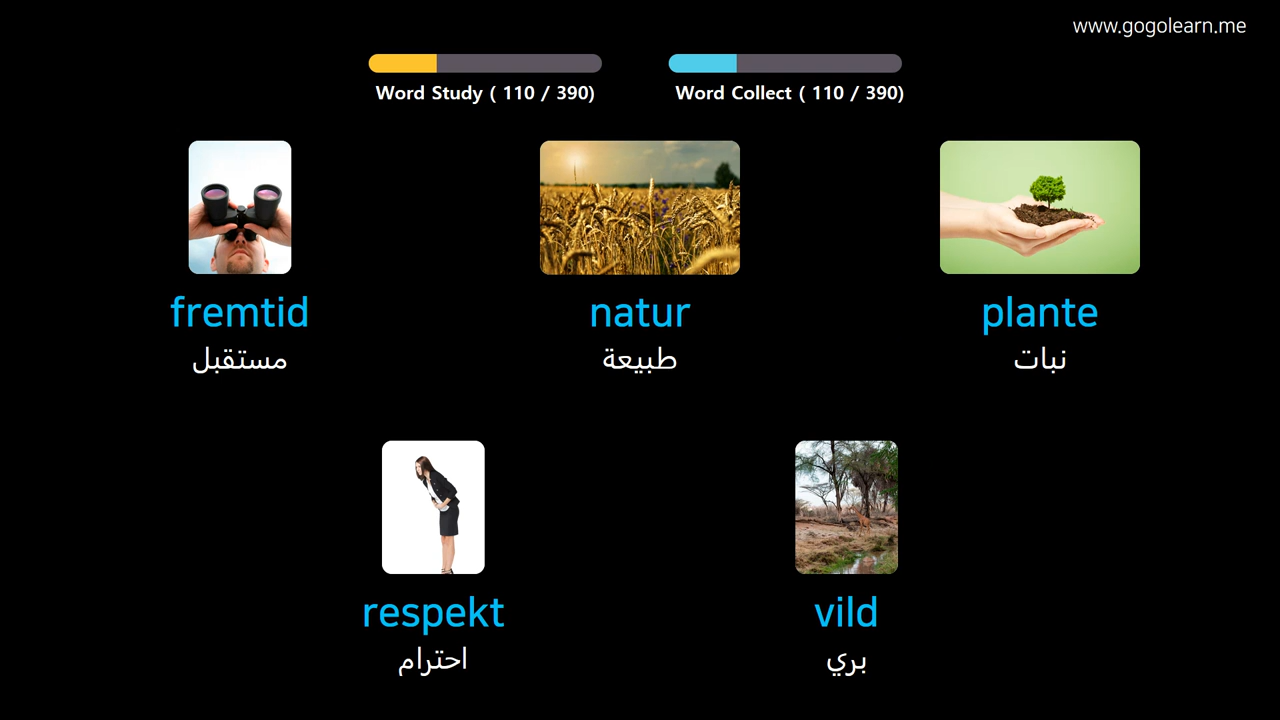 www.gogolearn.me
Word Study ( 110 / 390)
Word Collect ( 110 / 390)
fremtid
مستقبل
natur
طبيعة
plante
نبات
respekt
احترام
vild
بري